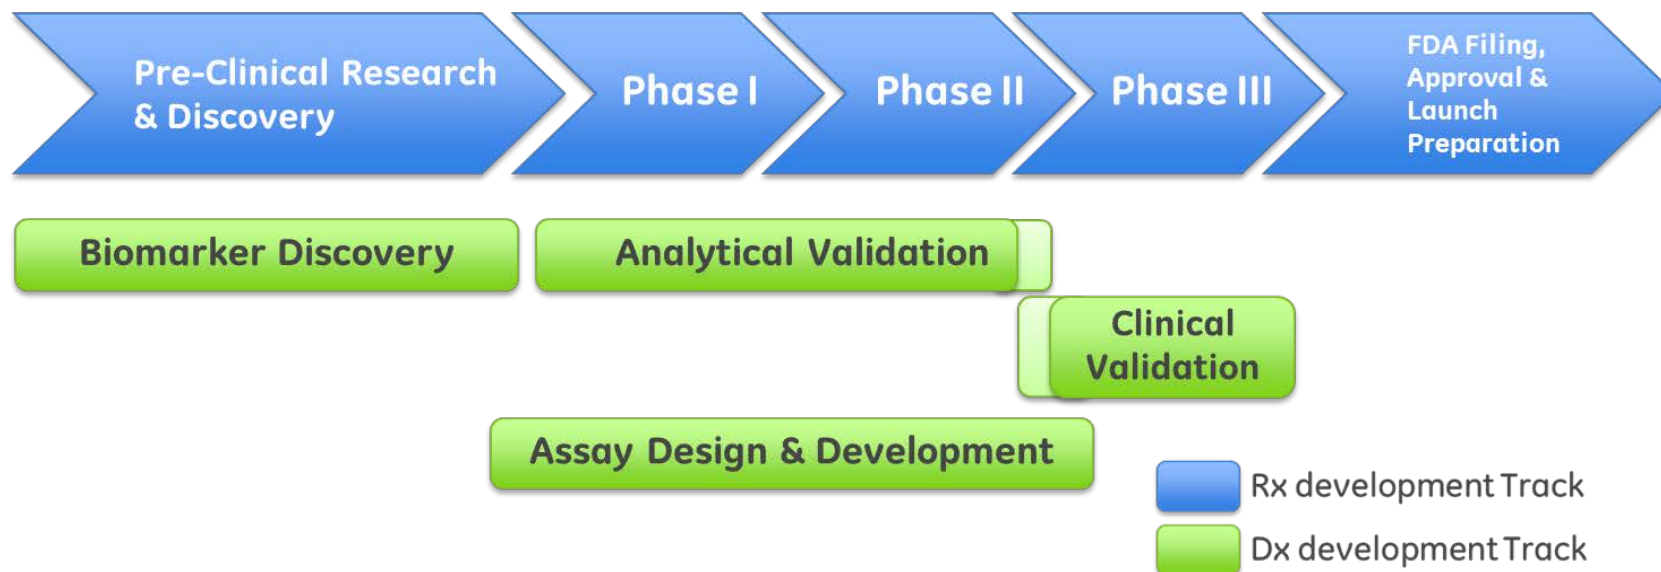 Pre-Clinical Research
& Discovery
Phase I
Phase II
Phase III
FDA Filing,
Approval &
Launch
Preparation
Biomarker Discovery
Analytical Validation
Clinical
Validation
Assay Design & Development
Rx development Track
Dx development Track